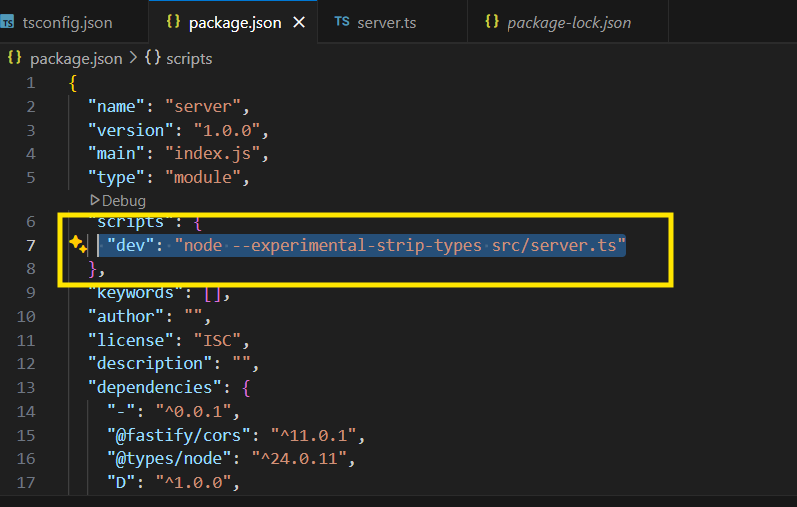 TS tsconfig.json {} package.json × TS server.ts {} package-lock.json
{} package.json > {} scripts
1 {
2 "name": "server",
3 "version": "1.0.0",
4 "main": "index.js",
5 "type": "module",
Debug
6 "scripts": {
7 "dev": "node --experimental-strip-types src/server.ts"
8 },
9 "keywords": [],
10 "author": "",
11 "license": "ISC",
12 "description": "",
13 "dependencies": {
14 "-": "^0.0.1",
15 "@fastify/cors": "^11.0.1",
16 "@types/node": "^24.0.11",
17 "D": "^1.0.0",